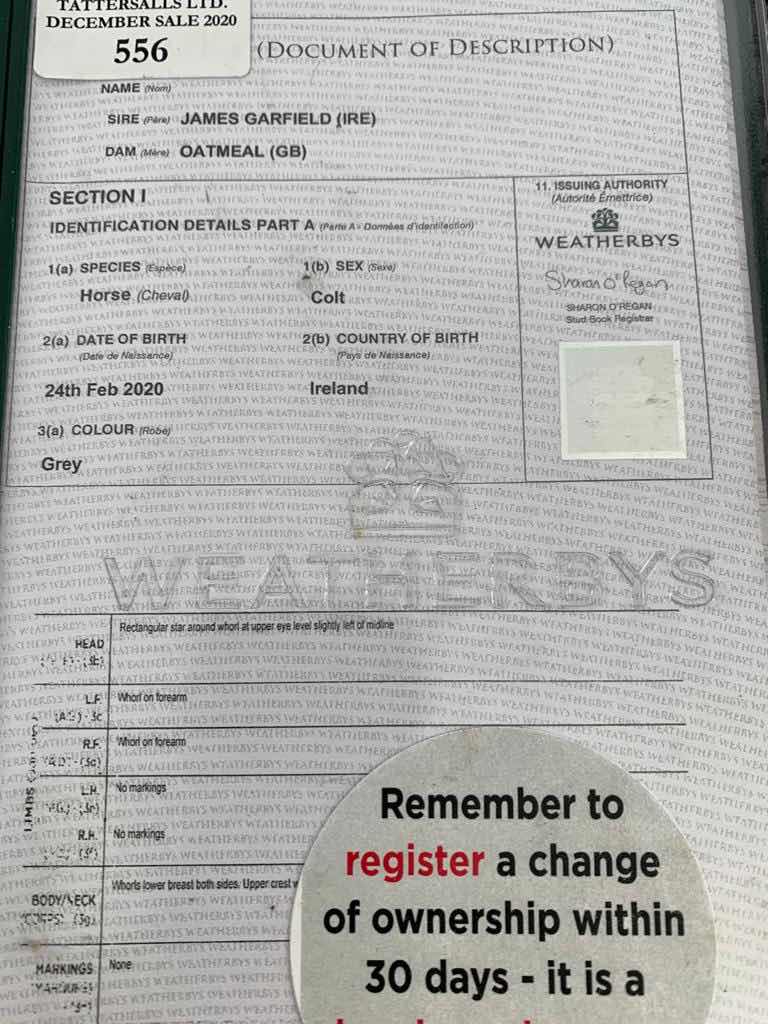 TATTERSALLS LTD.
DECEMBER SALE 2020
556
(DOCUMENT OF DESCRIPTION)
NAME (Nom)
SIRE (Père) JAMES GARFIELD (IRE)
DAM (Mère) OATMEAL (GB)
SECTION I
IDENTIFICATION DETAILS PART A (Partie A - Données d'identification)
11. ISSUING AUTHORITY
(Autorité Émettrice)
WEATHERBYS
Sharon O'Regan
SHARON O'REGAN
Stud Book Registrar
1(a) SPECIES (Espèce)
Horse (Cheval)
1(b) SEX (Sexe)
Colt
2(a) DATE OF BIRTH
(Date de Naissance)
24th Feb 2020
2(b) COUNTRY OF BIRTH
(Pays de Naissance)
Ireland
3(a) COLOUR (Robe)
Grey
WEATHERBYS
HEAD
Rectangular star around whorl at upper eye level slightly left of midline
LIMBS
L.F.
Whorl on forearm
R.F.
Whorl on forearm
L.H.
No markings
R.H.
No markings
BODY/NECK
Whorls lower breast both sides. Upper crest
MARKINGS
None
Remember to
register a change
of ownership within
30 days - it is a